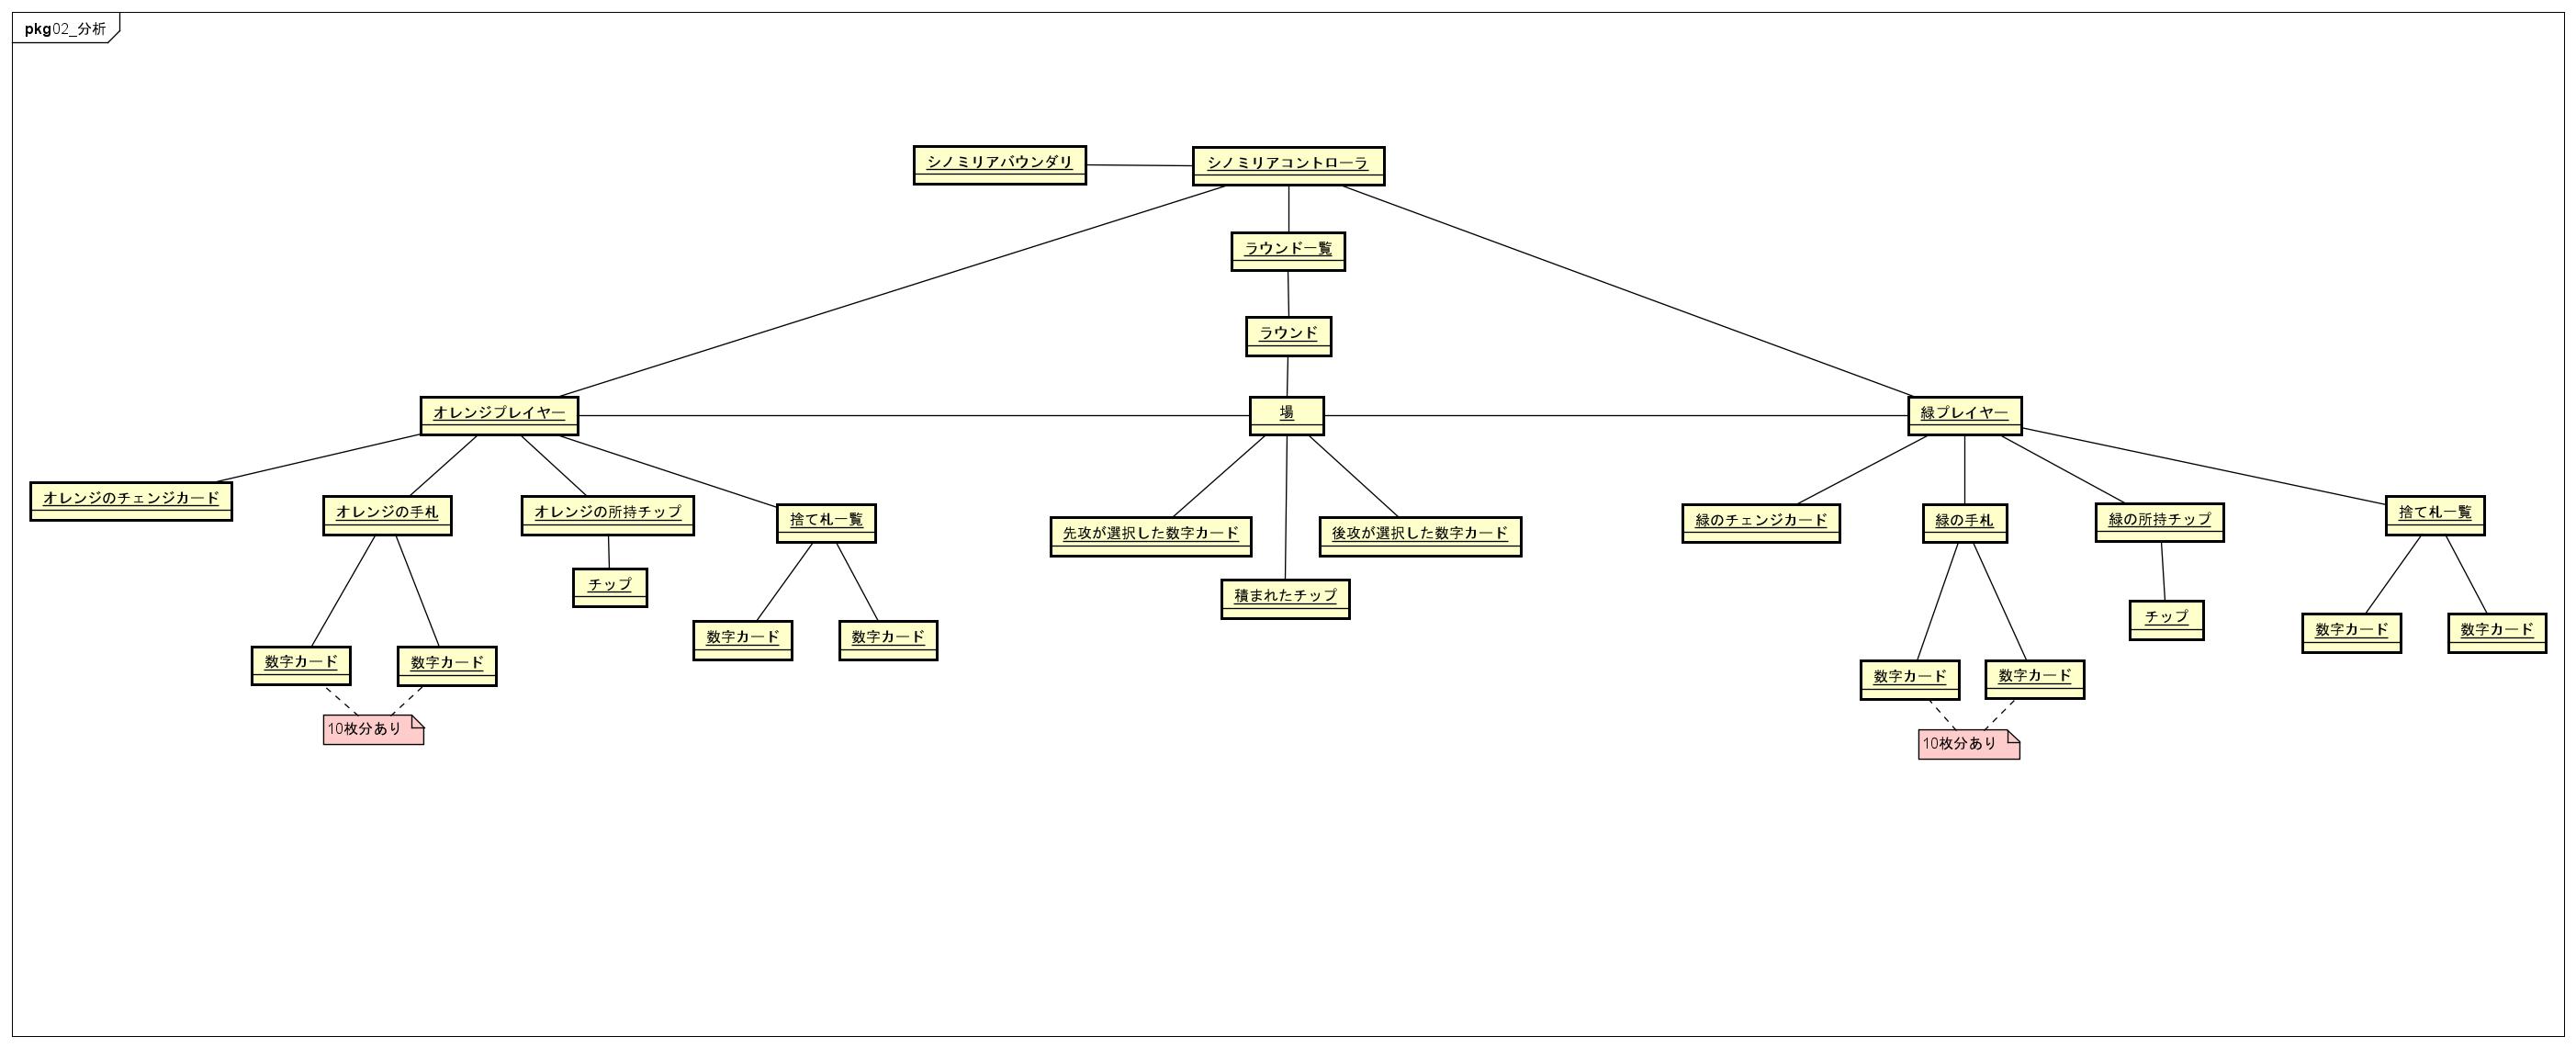 pkg02_分析
シノミリアバウンダリ
シノミリアコントローラ
ラウンド一覧
ラウンド
オレンジプレイヤー
場
緑プレイヤー
オレンジのチェンジカード
オレンジの手札
オレンジの所持チップ
捨て札一覧
先攻が選択した数字カード
後攻が選択した数字カード
緑のチェンジカード
緑の手札
緑の所持チップ
捨て札一覧
チップ
積まれたチップ
チップ
数字カード
数字カード
数字カード
数字カード
数字カード
数字カード
数字カード
数字カード
10枚分あり
10枚分あり